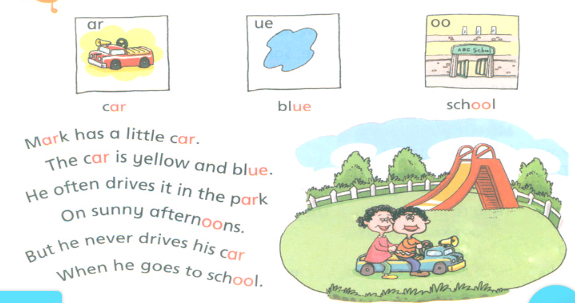 ar
ue
oo
ABC School
car
blue
school
Mark has a little car.
The car is yellow and blue.
He often drives it in the park
On sunny afternoons.
But he never drives his car
When he goes to school.